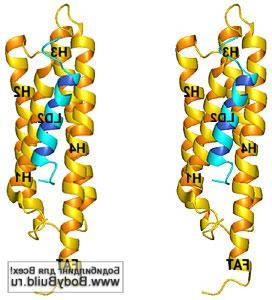 H3 H3
H2 H2
LD2 LD2
H4 H4
H1 H1
FAT FAT
Бодибилдинг для Всех!
www.BodyBuild.ru